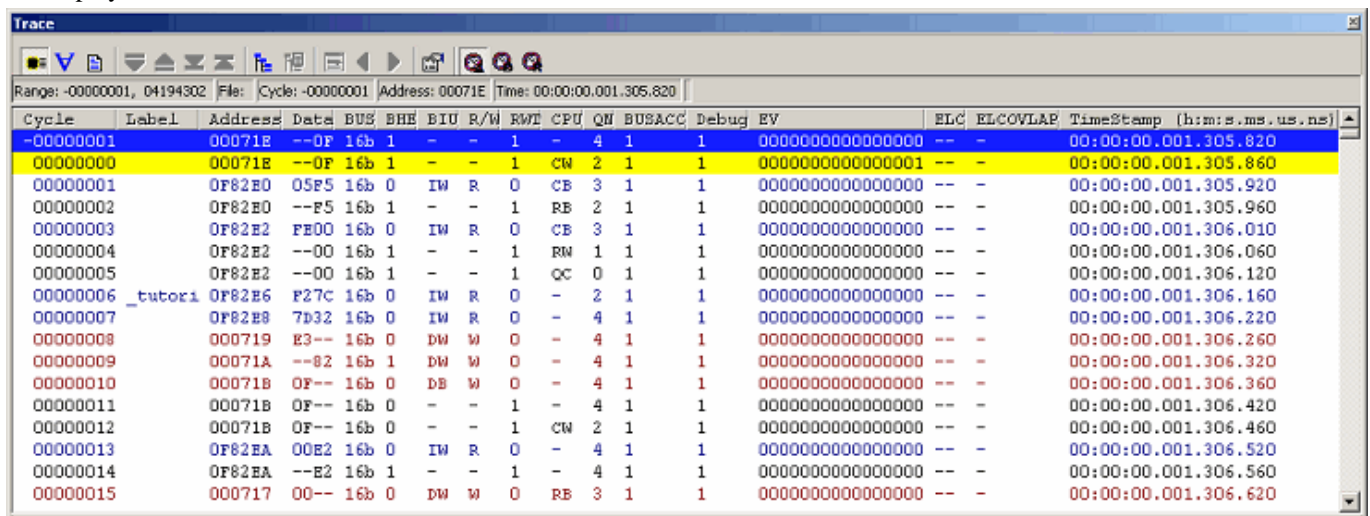 Trace
Range: -00000001, 04194302 File: Cycle: -00000001 Address: 00071E Time: 00:00:00.001.305.820
Cycle Label Address Data BUS BHE BIU R/W RWT CPU QN BUSACC Debug EV ELC ELCOVLAP TimeStamp (h:m:s.ms.us.ns)
-00000001 00071E --0F 16b 1 - - 1 - 4 1 1 0000000000000000 -- - 00:00:00.001.305.820
00000000 00071E --0F 16b 1 - - 1 CW 2 1 1 0000000000000001 -- - 00:00:00.001.305.860
00000001 0F82E0 05F5 16b 0 IW R 0 CB 3 1 1 0000000000000000 -- - 00:00:00.001.305.920
00000002 0F82E0 --F5 16b 1 - - 1 RB 2 1 1 0000000000000000 -- - 00:00:00.001.305.960
00000003 0F82E2 FE00 16b 0 IW R 0 CB 3 1 1 0000000000000000 -- - 00:00:00.001.306.010
00000004 0F82E2 --00 16b 1 - - 1 RW 1 1 1 0000000000000000 -- - 00:00:00.001.306.060
00000005 0F82E2 --00 16b 1 - - 1 QC 0 1 1 0000000000000000 -- - 00:00:00.001.306.120
00000006 _tutori 0F82E6 F27C 16b 0 IW R 0 - 2 1 1 0000000000000000 -- - 00:00:00.001.306.160
00000007 0F82E8 7D32 16b 0 IW R 0 - 4 1 1 0000000000000000 -- - 00:00:00.001.306.220
00000008 000719 E3-- 16b 0 DW W 0 - 4 1 1 0000000000000000 -- - 00:00:00.001.306.260
00000009 00071A --82 16b 1 DW W 0 - 4 1 1 0000000000000000 -- - 00:00:00.001.306.320
00000010 00071B 0F-- 16b 0 DB W 0 - 4 1 1 0000000000000000 -- - 00:00:00.001.306.360
00000011 00071B 0F-- 16b 0 - - 1 - 4 1 1 0000000000000000 -- - 00:00:00.001.306.420
00000012 00071B 0F-- 16b 0 - - 1 CW 2 1 1 0000000000000000 -- - 00:00:00.001.306.460
00000013 0F82EA 00E2 16b 0 IW R 0 - 4 1 1 0000000000000000 -- - 00:00:00.001.306.520
00000014 0F82EA --E2 16b 1 - - 1 - 4 1 1 0000000000000000 -- - 00:00:00.001.306.560
00000015 000717 00-- 16b 0 DW W 0 RB 3 1 1 0000000000000000 -- - 00:00:00.001.306.620